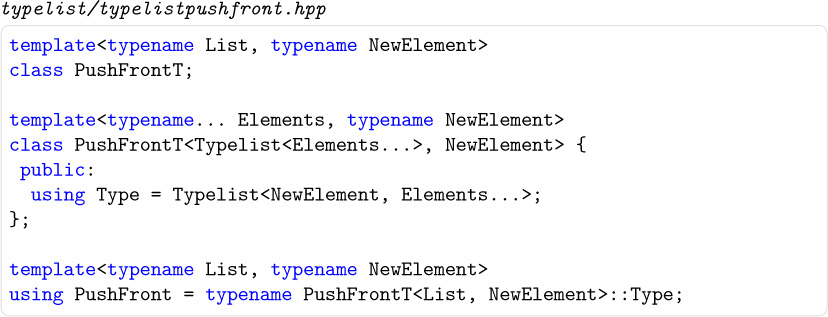 typelist/typelistpushfront.hpp
template<typename List, typename NewElement>
class PushFrontT;
template<typename... Elements, typename NewElement>
class PushFrontT<Typelist<Elements...>, NewElement> {
public:
using Type = Typelist<NewElement, Elements...>;
};
template<typename List, typename NewElement>
using PushFront = typename PushFrontT<List, NewElement>::Type;